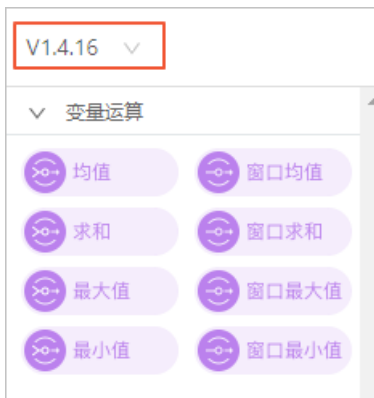 V1.4.16
变量运算
均值 窗口均值
求和 窗口求和
最大值 窗口最大值
最小值 窗口最小值